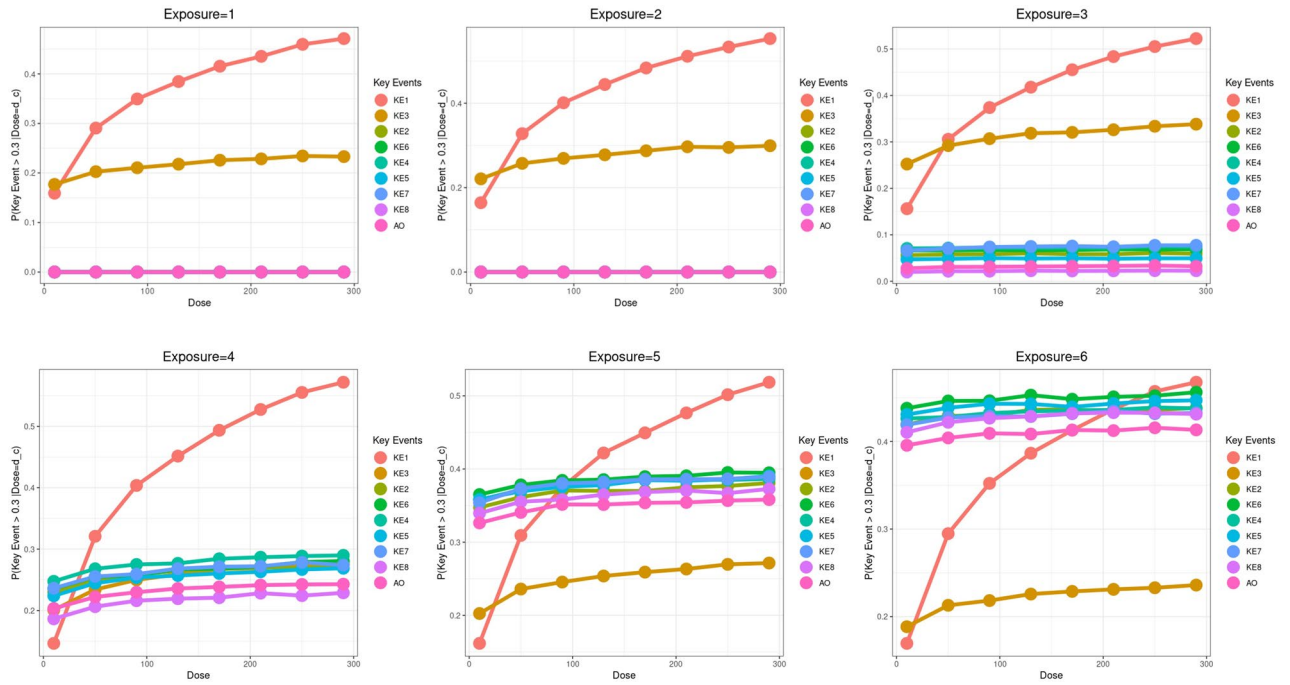 Exposure=1
P(Key Event > 0.3 |Dose=d_c)
0.4
0.3
0.2
0.1
0.0
0
100
200
300
Dose
Key Events
KE1
KE3
KE2
KE6
KE4
KE5
KE7
KE8
AO
Exposure=2
P(Key Event > 0.3 |Dose=d_c)
0.4
0.2
0.0
0
100
200
300
Dose
Key Events
KE1
KE3
KE2
KE6
KE4
KE5
KE7
KE8
AO
Exposure=3
P(Key Event > 0.3 |Dose=d_c)
0.5
0.4
0.3
0.2
0.1
0.0
0
100
200
300
Dose
Key Events
KE1
KE3
KE2
KE6
KE4
KE5
KE7
KE8
AO
Exposure=4
P(Key Event > 0.3 |Dose=d_c)
0.5
0.4
0.3
0.2
0
100
200
300
Dose
Key Events
KE1
KE3
KE2
KE6
KE4
KE5
KE7
KE8
AO
Exposure=5
P(Key Event > 0.3 |Dose=d_c)
0.5
0.4
0.3
0.2
0
100
200
300
Dose
Key Events
KE1
KE3
KE2
KE6
KE4
KE5
KE7
KE8
AO
Exposure=6
P(Key Event > 0.3 |Dose=d_c)
0.4
0.2
0
100
200
300
Dose
Key Events
KE1
KE3
KE2
KE6
KE4
KE5
KE7
KE8
AO